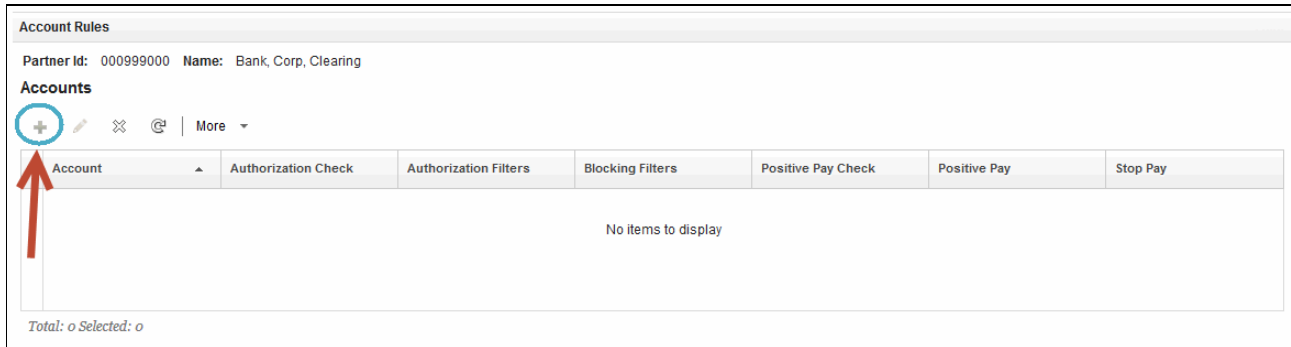 Account Rules
Partner Id: 000999000 Name: Bank, Corp, Clearing
Accounts
More
Account Authorization Check Authorization Filters Blocking Filters Positive Pay Check Positive Pay Stop Pay
No items to display
Total: 0 Selected: 0